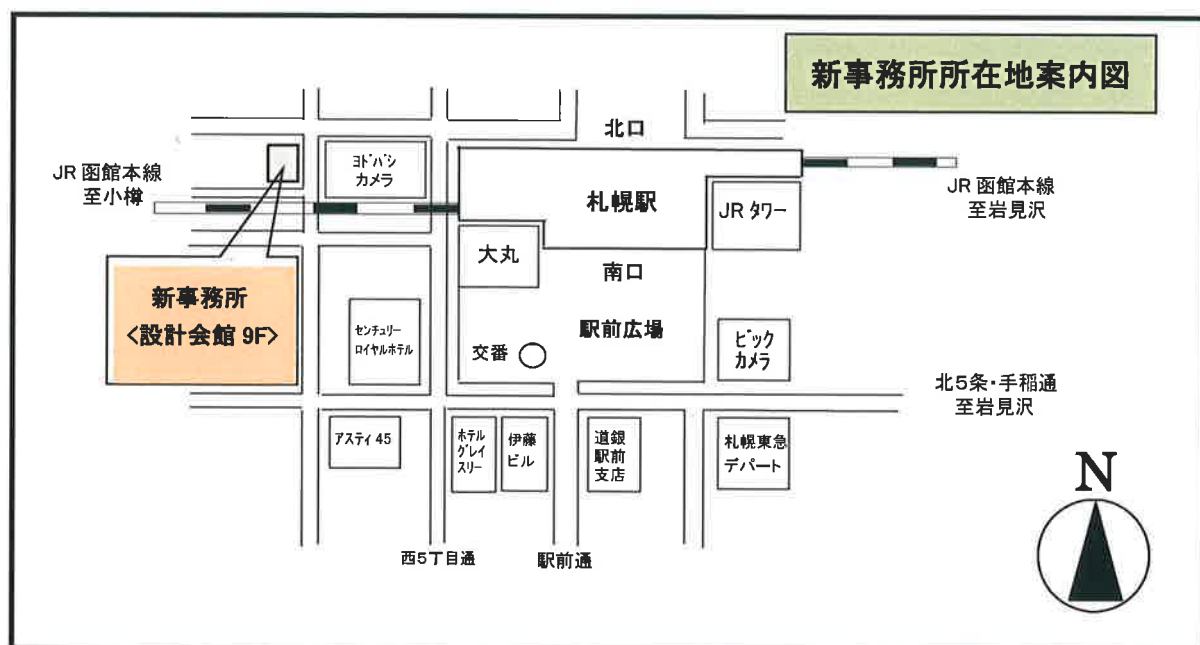 新事務所所在地案内図
北口
JR 函館本線
至小樽
ヨドバシ
カメラ
札幌駅
JR タワー
JR 函館本線
至岩見沢
大丸
南口
新事務所
<設計会館 9F>
センチュリー
ロイヤルホテル
駅前広場
交番
ビック
カメラ
北5条・手稲通
至岩見沢
アスティ 45
ホテル
グレイ
スリー
伊藤
ビル
道銀
駅前
支店
札幌東急
デパート
N
西5丁目通
駅前通